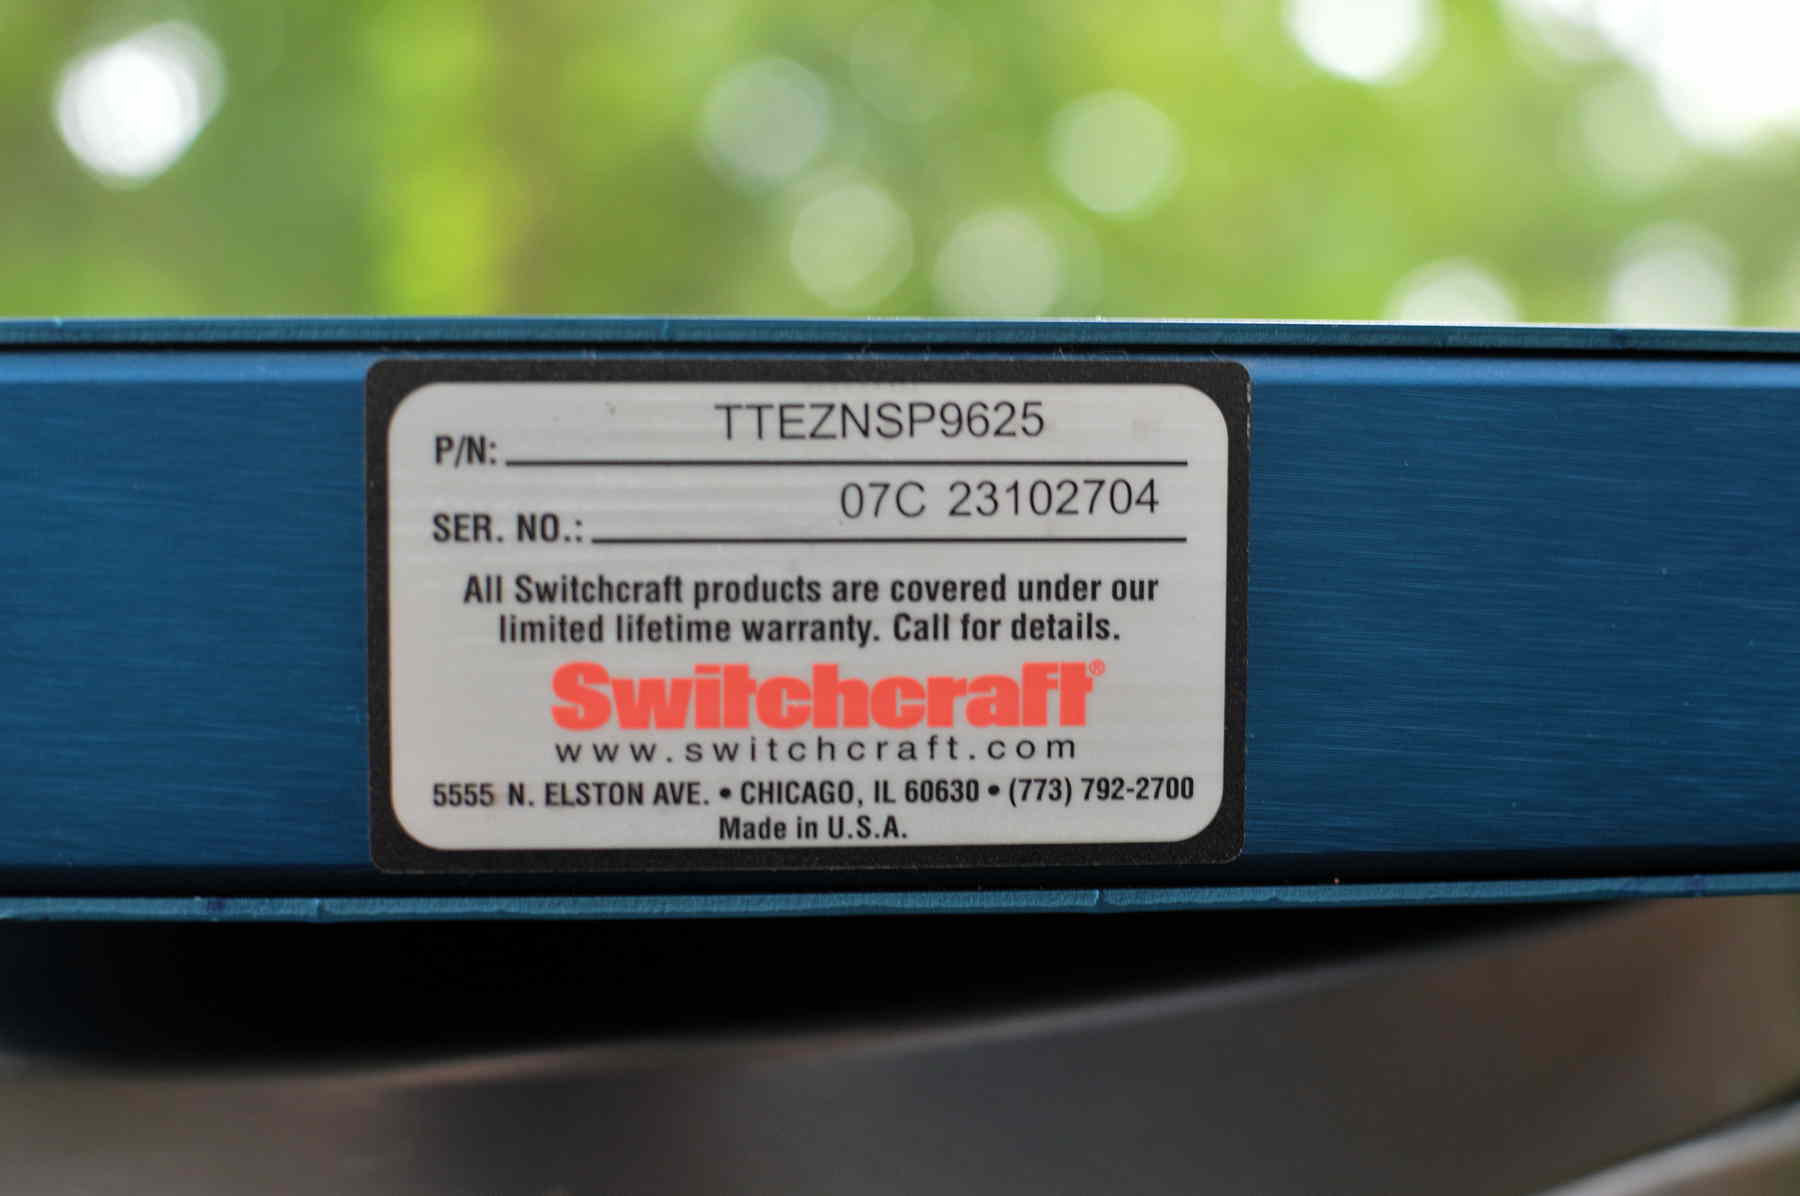 P/N: TTEZNSP9625
SER. NO.: 07C 23102704
All Switchcraft products are covered under our
limited lifetime warranty. Call for details.
Switchcraft®
www.switchcraft.com
5555 N. ELSTON AVE. • CHICAGO, IL 60630 • (773) 792-2700
Made in U.S.A.